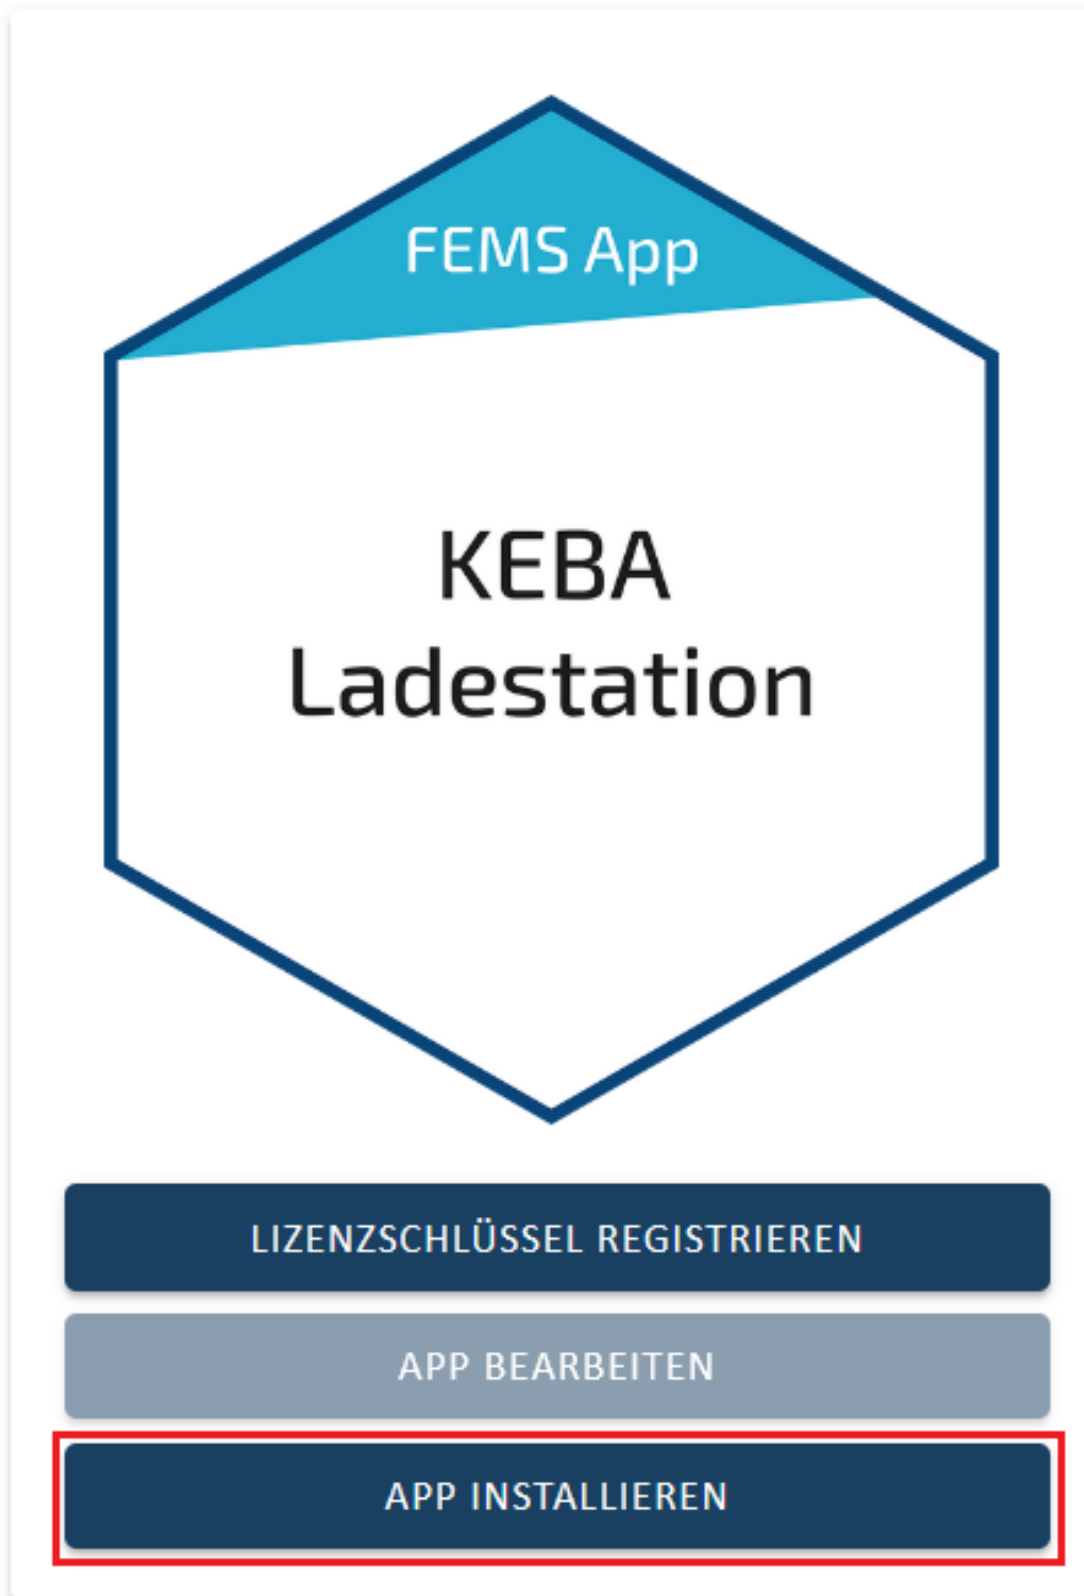 FEMS App
KEBA
Ladestation
LIZENZSCHLÜSSEL REGISTRIEREN
APP BEARBEITEN
APP INSTALLIEREN